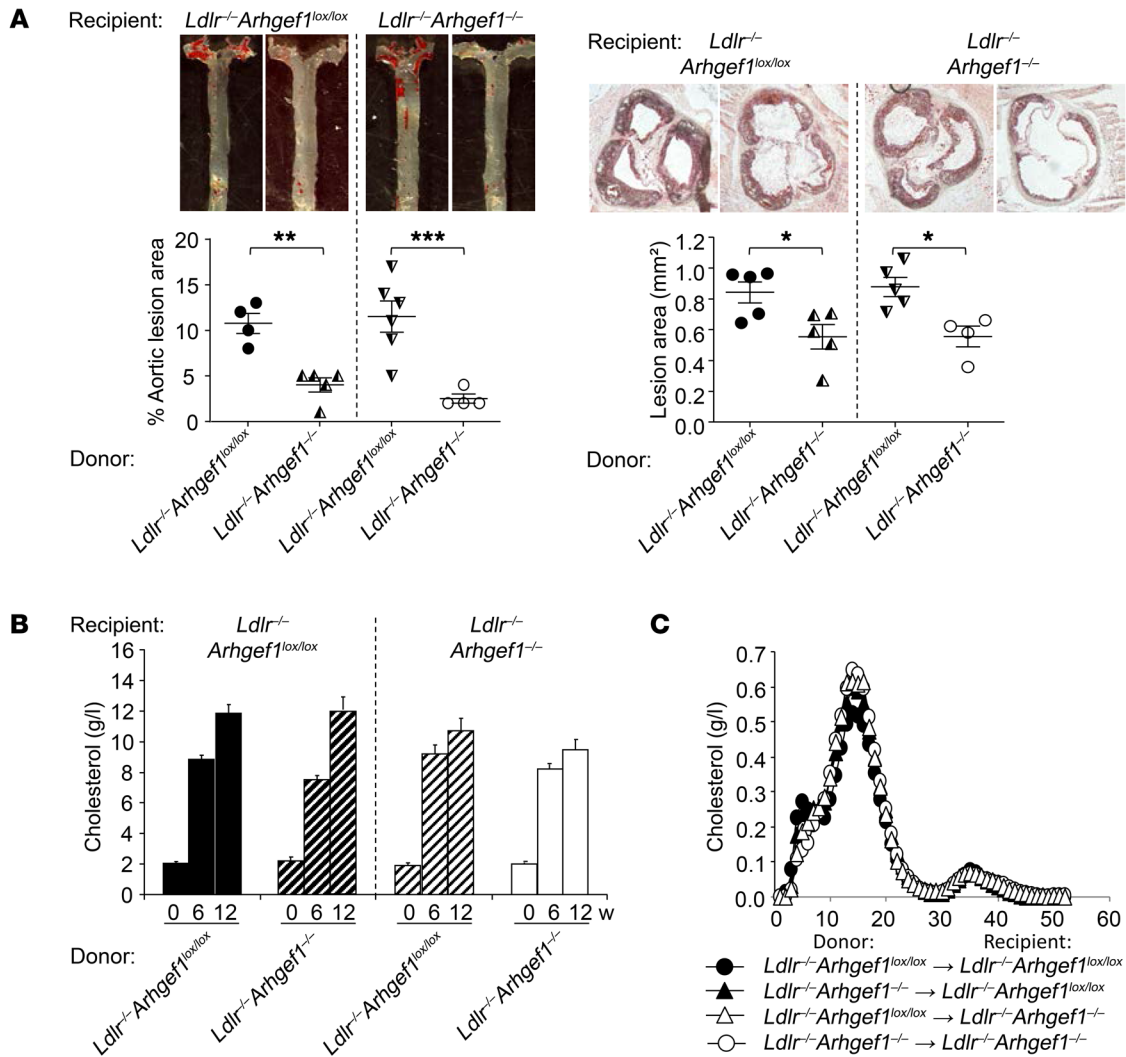 A
Recipient: Ldlr–/–Arhgef1lox/lox Ldlr–/–Arhgef1–/–
** ***
% Aortic lesion area
20
15
10
5
0
Donor:
Ldlr–/–Arhgef1lox/lox
Ldlr–/–Arhgef1–/–
Ldlr–/–Arhgef1lox/lox
Ldlr–/–Arhgef1–/–
Recipient: Ldlr–/– Ldlr–/–
Arhgef1lox/lox Arhgef1–/–
* *
Lesion area (mm²)
1.2
1.0
0.8
0.6
0.4
0.2
0.0
Donor:
Ldlr–/–Arhgef1lox/lox
Ldlr–/–Arhgef1–/–
Ldlr–/–Arhgef1lox/lox
Ldlr–/–Arhgef1–/–
B
Recipient: Ldlr–/– Ldlr–/–
Arhgef1lox/lox Arhgef1–/–
Cholesterol (g/l)
16
14
12
10
8
6
4
2
0
0 6 12 0 6 12 0 6 12 0 6 12 w
Donor:
Ldlr–/–Arhgef1lox/lox
Ldlr–/–Arhgef1–/–
Ldlr–/–Arhgef1lox/lox
Ldlr–/–Arhgef1–/–
C
Cholesterol (g/l)
0.7
0.6
0.5
0.4
0.3
0.2
0.1
0.0
0 10 20 30 40 50 60
Donor: Recipient:
Ldlr–/–Arhgef1lox/lox → Ldlr–/–Arhgef1lox/lox
Ldlr–/–Arhgef1–/– → Ldlr–/–Arhgef1lox/lox
Ldlr–/–Arhgef1lox/lox → Ldlr–/–Arhgef1–/–
Ldlr–/–Arhgef1–/– → Ldlr–/–Arhgef1–/–